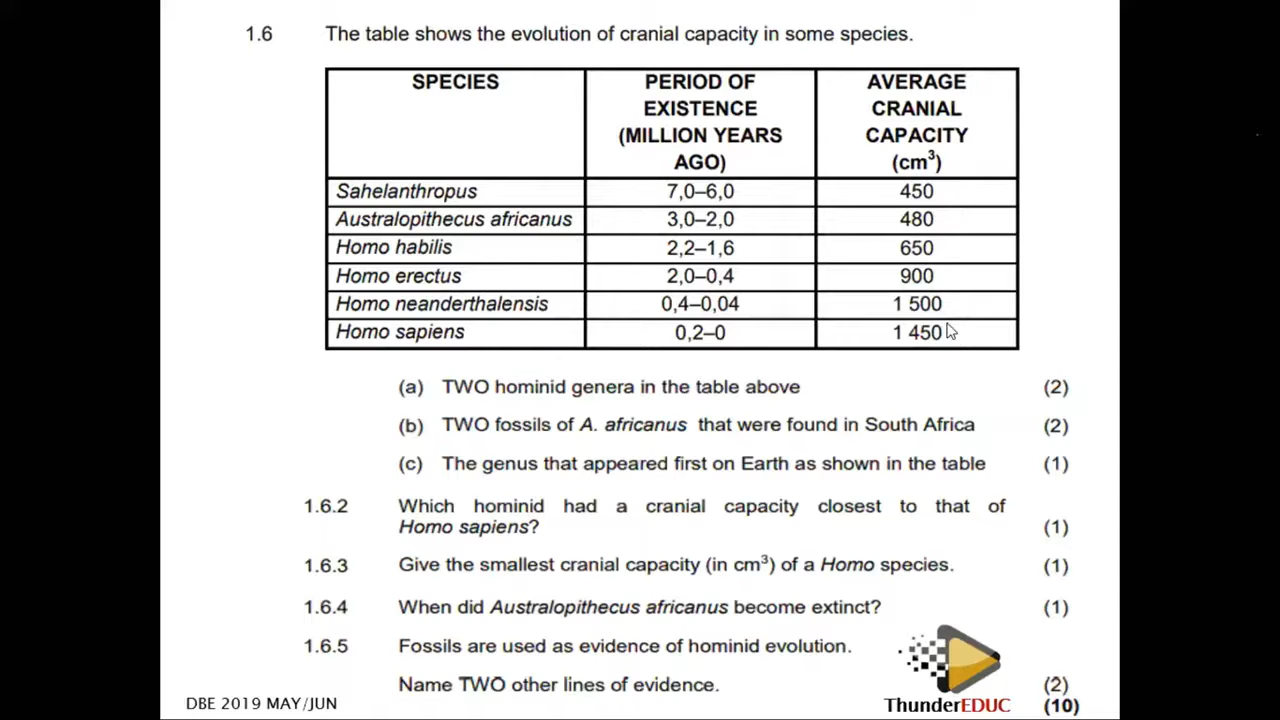 1.6 The table shows the evolution of cranial capacity in some species.
SPECIES PERIOD OF EXISTENCE (MILLION YEARS AGO) AVERAGE CRANIAL CAPACITY (cm³)
Sahelanthropus 7,0–6,0 450
Australopithecus africanus 3,0–2,0 480
Homo habilis 2,2–1,6 650
Homo erectus 2,0–0,4 900
Homo neanderthalensis 0,4–0,04 1 500
Homo sapiens 0,2–0 1 450
(a) TWO hominid genera in the table above (2)
(b) TWO fossils of A. africanus that were found in South Africa (2)
(c) The genus that appeared first on Earth as shown in the table (1)
1.6.2 Which hominid had a cranial capacity closest to that of
Homo sapiens? (1)
1.6.3 Give the smallest cranial capacity (in cm³) of a Homo species. (1)
1.6.4 When did Australopithecus africanus become extinct? (1)
1.6.5 Fossils are used as evidence of hominid evolution.
Name TWO other lines of evidence. (2)
DBE 2019 MAY/JUN ThunderEDUC (10)